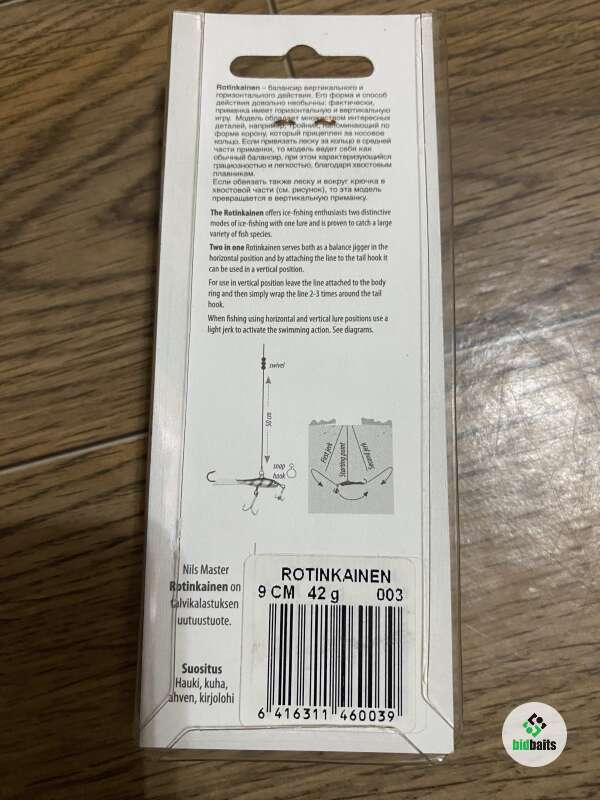 Rotinkainen – балансир вертикального и
горизонтального действия. Его форма и способ
действия довольно необычны: фактически,
приманка имеет горизонтальную и вертикальную
игру. Модель обладает множеством интересных
деталей, например, тройник, напоминающий по
форме корону, который прицеплен за носовое
кольцо. Если привязать леску за кольцо в средней
части приманки, то модель ведет себя как
обычный балансир, при этом характеризующийся
грациозностью и легкостью, благодаря хвостовым
плавникам.
Если обвязать также леску и вокруг крючка в
хвостовой части (см. рисунок), то эта модель
превращается в вертикальную приманку.
The Rotinkainen offers ice-fishing enthusiasts two distinctive
modes of ice-fishing with one lure and is proven to catch a large
variety of fish species.
Two in one Rotinkainen serves both as a balance jigger in the
horizontal position and by attaching the line to the tail hook it
can be used in a vertical position.
For use in vertical position leave the line attached to the body
ring and then simply wrap the line 2-3 times around the tail
hook.
When fishing using horizontal and vertical lure positions use a
light jerk to activate the swimming action. See diagrams.
swivel
50 cm
snap
hook
First jerk
Starting point
Second jerk
Nils Master
Rotinkainen on
talvikalastuksen
uutuustuote.
Suositus
Hauki, kuha,
ahven, kirjolohi
ROTINKAINEN
9 CM 42 g 003
6 416311 460039
bidbaits